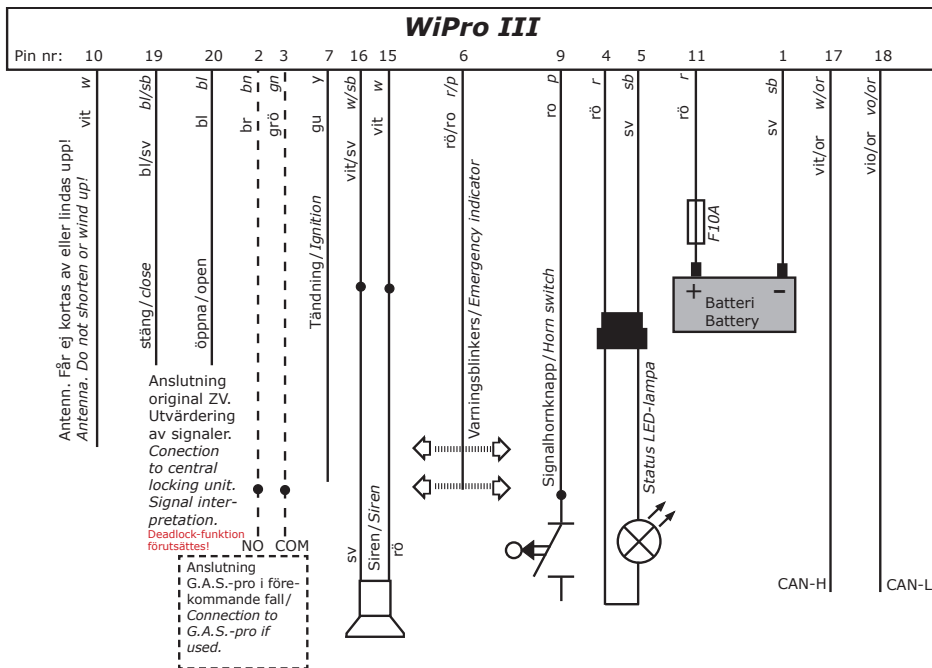 WiPro III
Pin nr: 10 19 20 2 3 7 16 15 6 9 4 5 11 1 17 18
vit w
bl/sv bl/sb
bl bl
br bn
grö gn
gu y
vit/sv w/sb
vit w
rö/ro r/p
ro p
rö r
sv sb
rö r
sv sb
vit/or w/or
vio/or vo/or
Antenn. Får ej kortas av eller lindas upp!
Antenna. Do not shorten or wind up!
stäng/close
öppna/open
Tändning/Ignition
Varningsblinkers/Emergency indicator
Signalhornknapp/Horn switch
Status LED-lampa
F10A
+ −
Batteri
Battery
Anslutning
original ZV.
Utvärdering
av signaler.
Conection
to central
locking unit.
Signal inter-
pretation.
Deadlock-funktion
förutsättes!
NO COM
Anslutning
G.A.S.-pro i före-
kommande fall/
Connection to
G.A.S.-pro if
used.
sv
Siren/Siren
rö
CAN-H
CAN-L